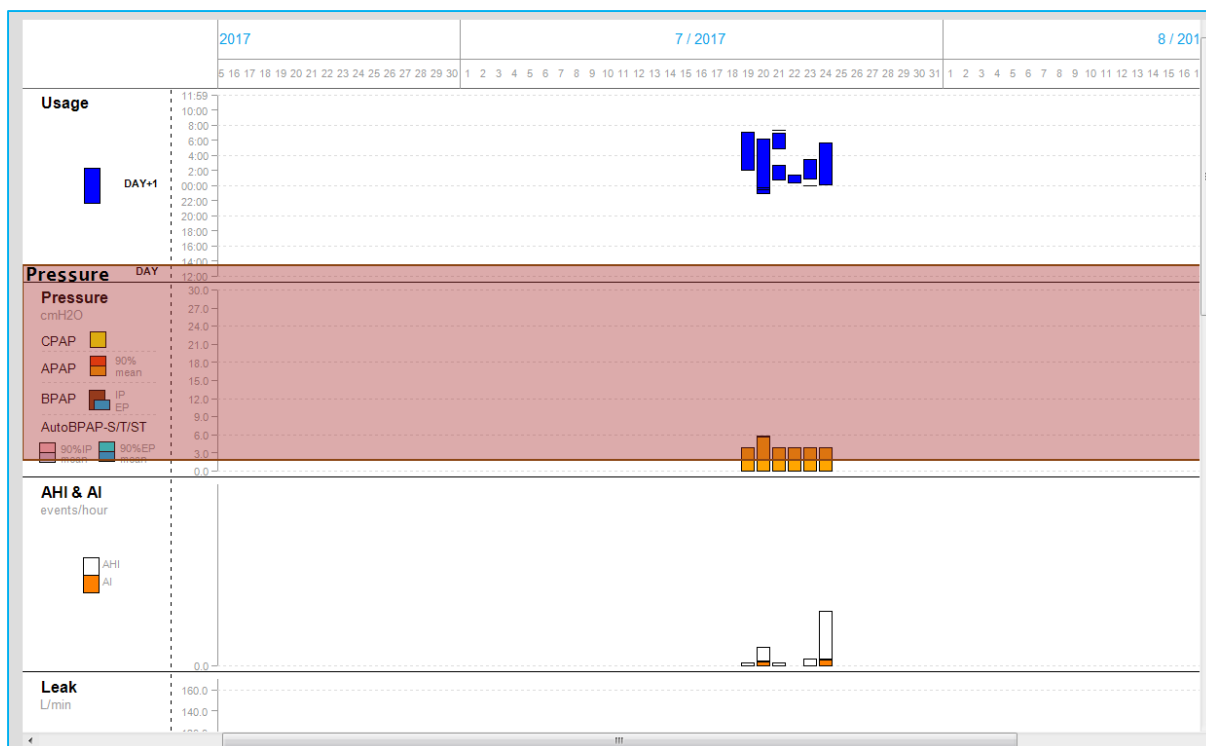 2017 7 / 2017 8 / 201
5 16 17 18 19 20 21 22 23 24 25 26 27 28 29 30 1 2 3 4 5 6 7 8 9 10 11 12 13 14 15 16 17 18 19 20 21 22 23 24 25 26 27 28 29 30 31 1 2 3 4 5 6 7 8 9 10 11 12 13 14 15 16 1
Usage
11:59
10:00
8:00
6:00
4:00
2:00
DAY+1
00:00
22:00
20:00
18:00
16:00
14:00
Pressure DAY
12:00
Pressure
30.0
cmH2O
27.0
24.0
CPAP
21.0
APAP 90%
mean
18.0
15.0
BPAP IP
EP
12.0
9.0
AutoBPAP-S/T/ST
6.0
90%IP 90%EP
mean mean
3.0
0.0
AHI & AI
events/hour
AHI
AI
0.0
Leak
L/min
160.0
140.0
120.0